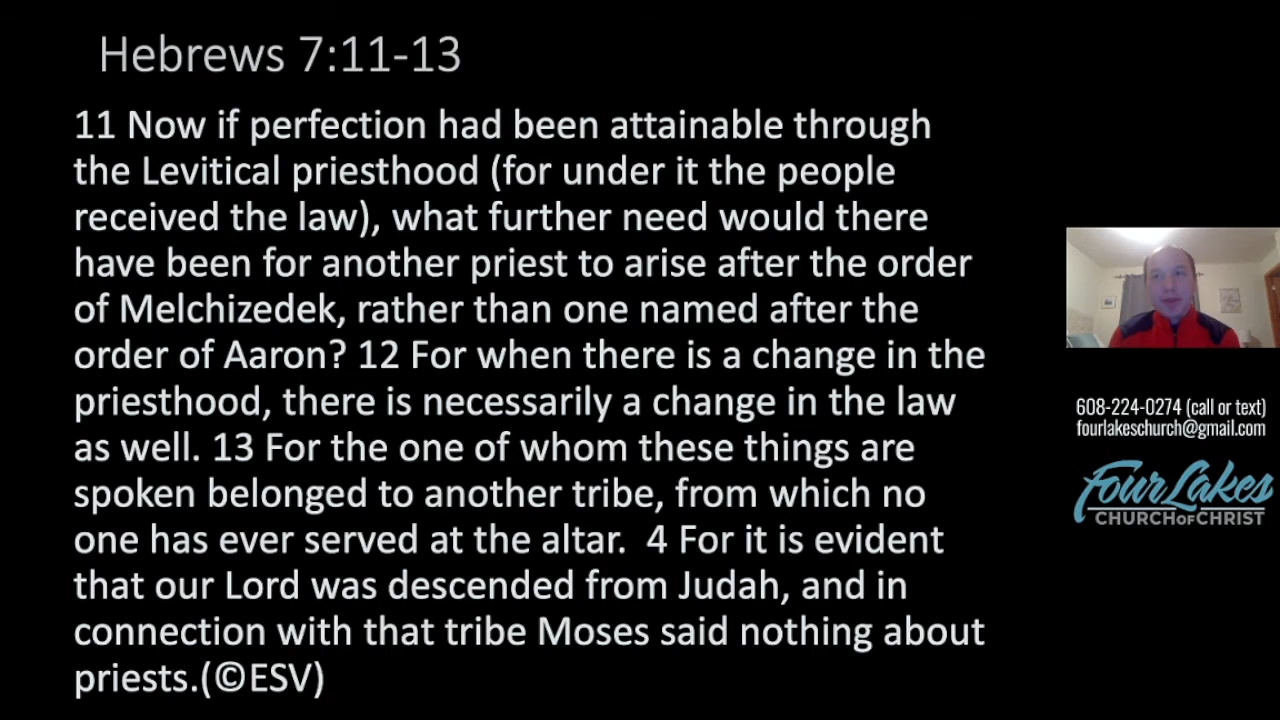 Hebrews 7:11-13
11 Now if perfection had been attainable through
the Levitical priesthood (for under it the people
received the law), what further need would there
have been for another priest to arise after the order
of Melchizedek, rather than one named after the
order of Aaron? 12 For when there is a change in the
priesthood, there is necessarily a change in the law
as well. 13 For the one of whom these things are
spoken belonged to another tribe, from which no
one has ever served at the altar.  4 For it is evident
that our Lord was descended from Judah, and in
connection with that tribe Moses said nothing about
priests.(©ESV)
608-224-0274 (call or text)
fourlakeschurch@gmail.com
Four Lakes
CHURCH OF CHRIST